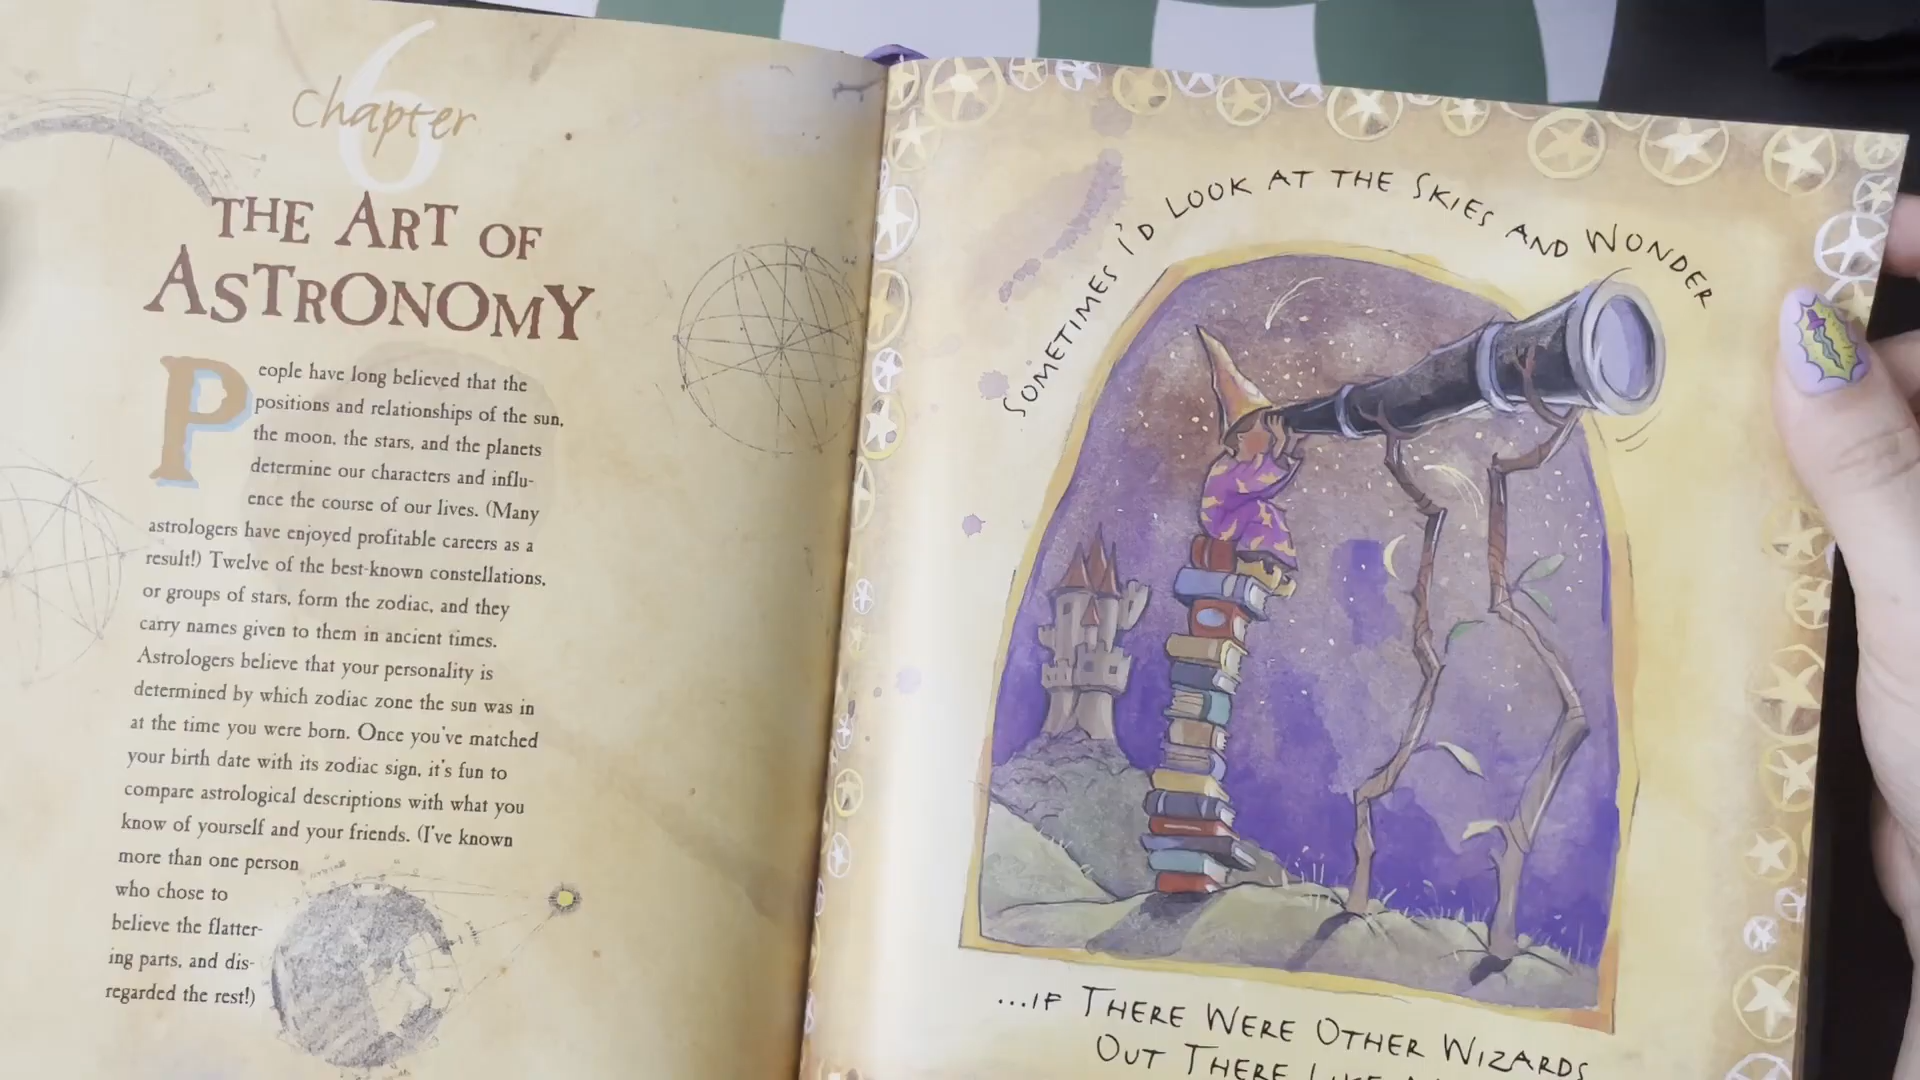 Chapter
6
THE ART OF
ASTRONOMY
People have long believed that the
positions and relationships of the sun,
the moon, the stars, and the planets
determine our characters and influ-
ence the course of our lives. (Many
astrologers have enjoyed profitable careers as a
result!) Twelve of the best-known constellations,
or groups of stars, form the zodiac, and they
carry names given to them in ancient times.
Astrologers believe that your personality is
determined by which zodiac zone the sun was in
at the time you were born. Once you've matched
your birth date with its zodiac sign, it's fun to
compare astrological descriptions with what you
know of yourself and your friends. (I've known
more than one person
who chose to
believe the flatter-
ing parts, and dis-
regarded the rest!)
SOMETIMES I'D LOOK AT THE SKIES AND WONDER
...IF THERE WERE OTHER WIZARDS
OUT THERE LIKE